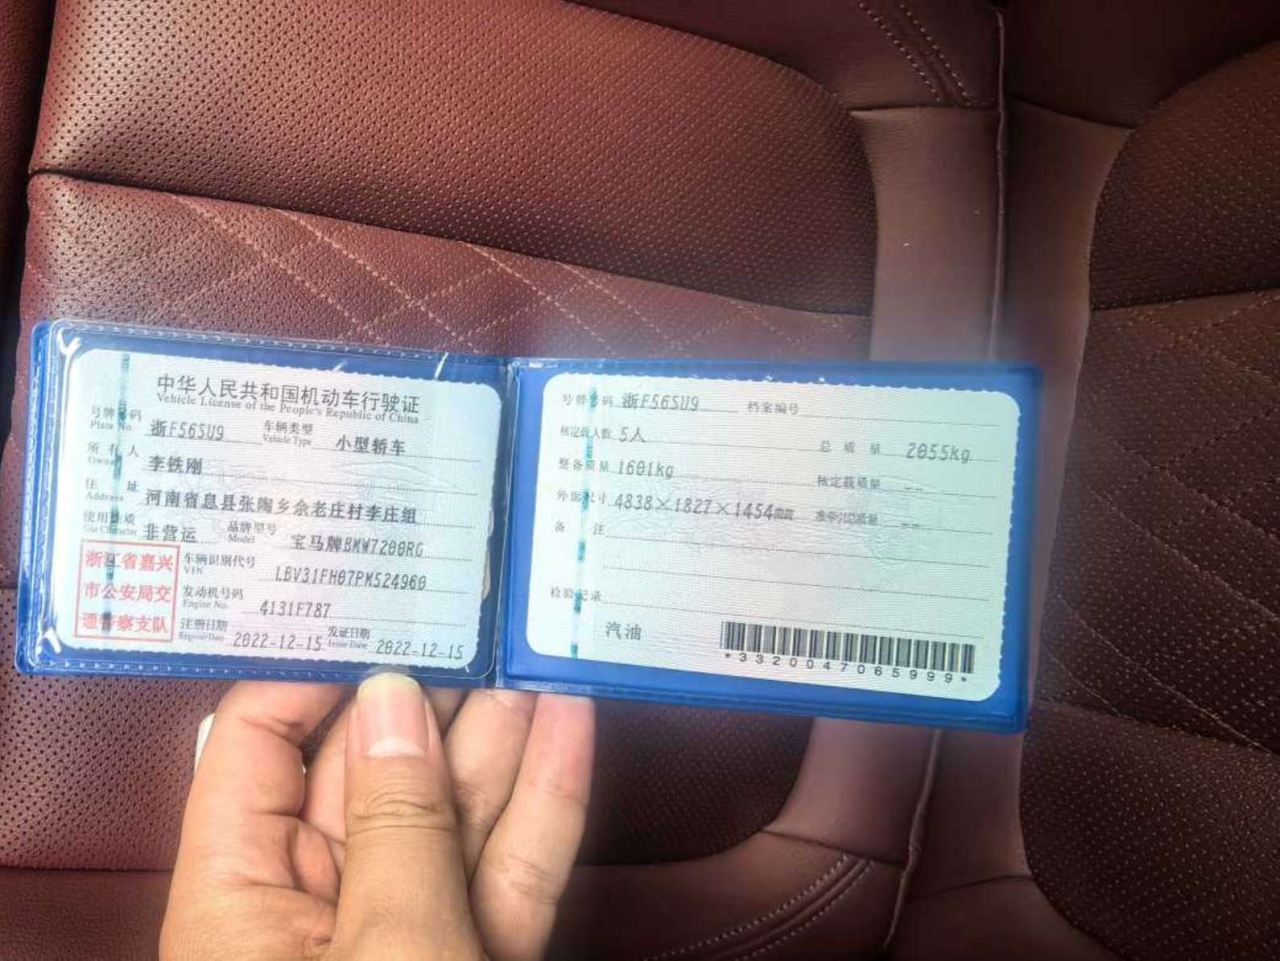 中华人民共和国机动车行驶证
Vehicle License of the People's Republic of China
号牌号码 浙F56SU9 车辆类型 小型轿车
Plate No. Vehicle Type
所有人 李铁刚
Owner
住址 河南省息县张陶乡余老庄村李庄组
Address
使用性质 非营运 品牌型号 宝马牌BMW7200RG
Use Character Model
浙江省嘉兴
市公安局交
通警察支队
车辆识别代号 LBV31FH07PMS24960
VIN
发动机号码 4131F787
Engine No.
注册日期 2022-12-15 发证日期 2022-12-15
Register Date Issue Date
号牌号码 浙F56SU9 档案编号
核定载人数 5人 总质量 2055kg
整备质量 1601kg 核定载质量 --
外廓尺寸 4838×1827×1454mm 准牵引总质量 --
备注
检验记录
汽油
*3320047065999*